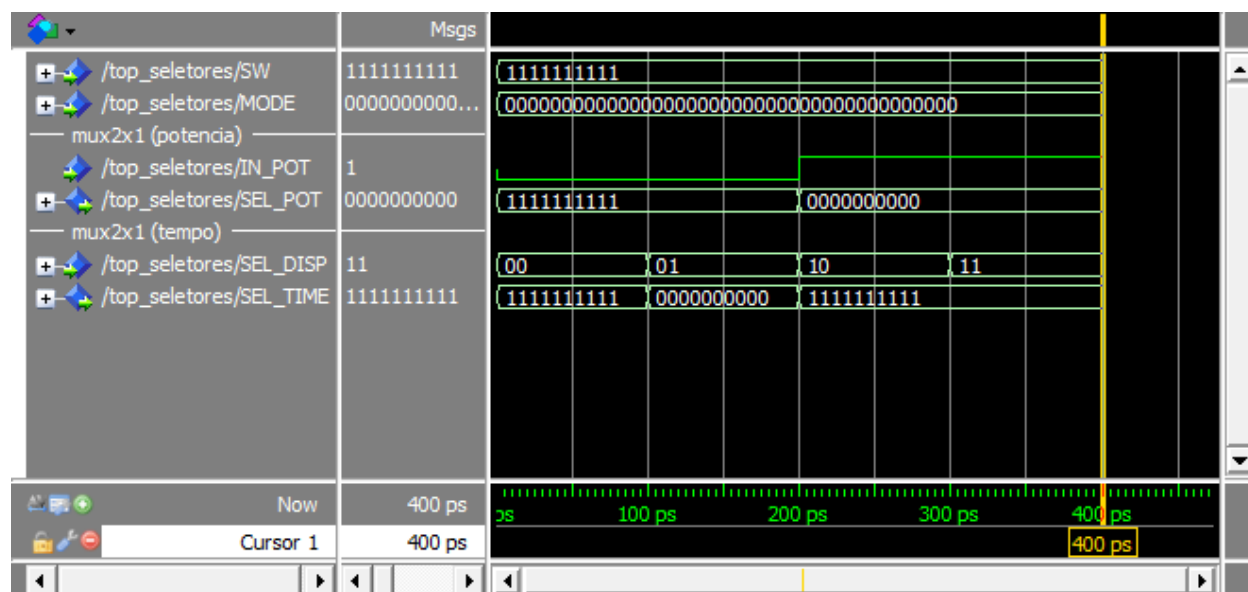 Msgs
/top_seletores/SW 1111111111 1111111111
/top_seletores/MODE 0000000000... 0000000000000000000000000000000000000000
mux2x1 (potencia)
/top_seletores/IN_POT 1
/top_seletores/SEL_POT 0000000000 1111111111 0000000000
mux2x1 (tempo)
/top_seletores/SEL_DISP 11 00 01 10 11
/top_seletores/SEL_TIME 1111111111 1111111111 0000000000 1111111111
Now 400 ps ps 100 ps 200 ps 300 ps 400 ps
Cursor 1 400 ps 400 ps